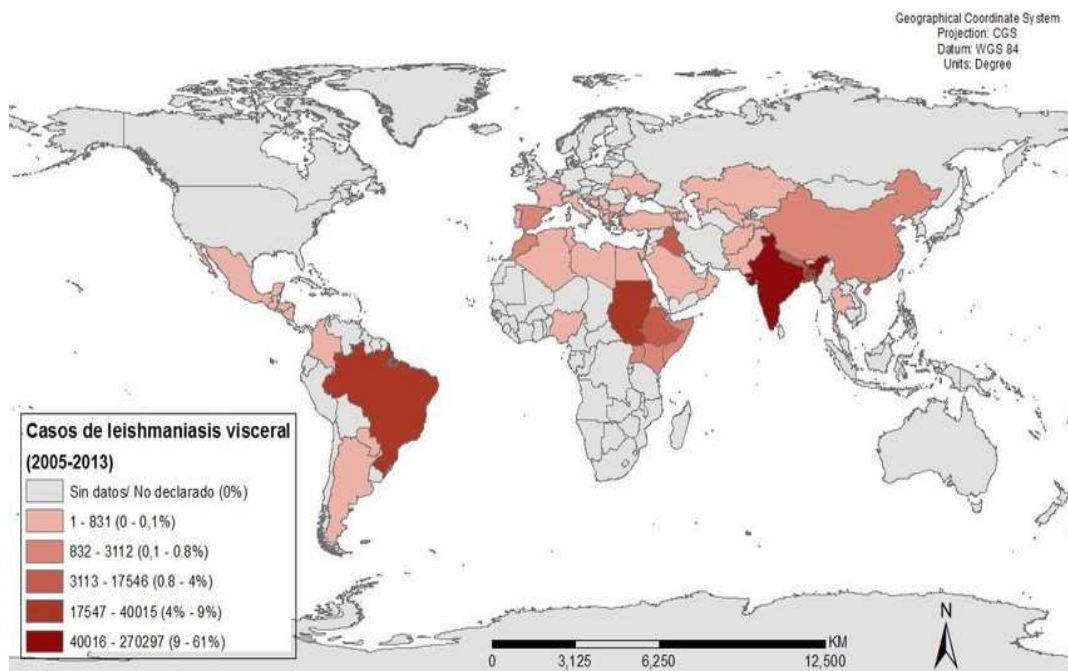 Geographical Coordinate System
Projection: CGS
Datum: WGS 84
Units: Degree
Casos de leishmaniasis visceral
(2005-2013)
Sin datos/ No declarado (0%)
1 - 831 (0 - 0,1%)
832 - 3112 (0,1 - 0.8%)
3113 - 17546 (0.8 - 4%)
17547 - 40015 (4% - 9%)
40016 - 270297 (9 - 61%)
N
KM
0 3,125 6,250 12,500